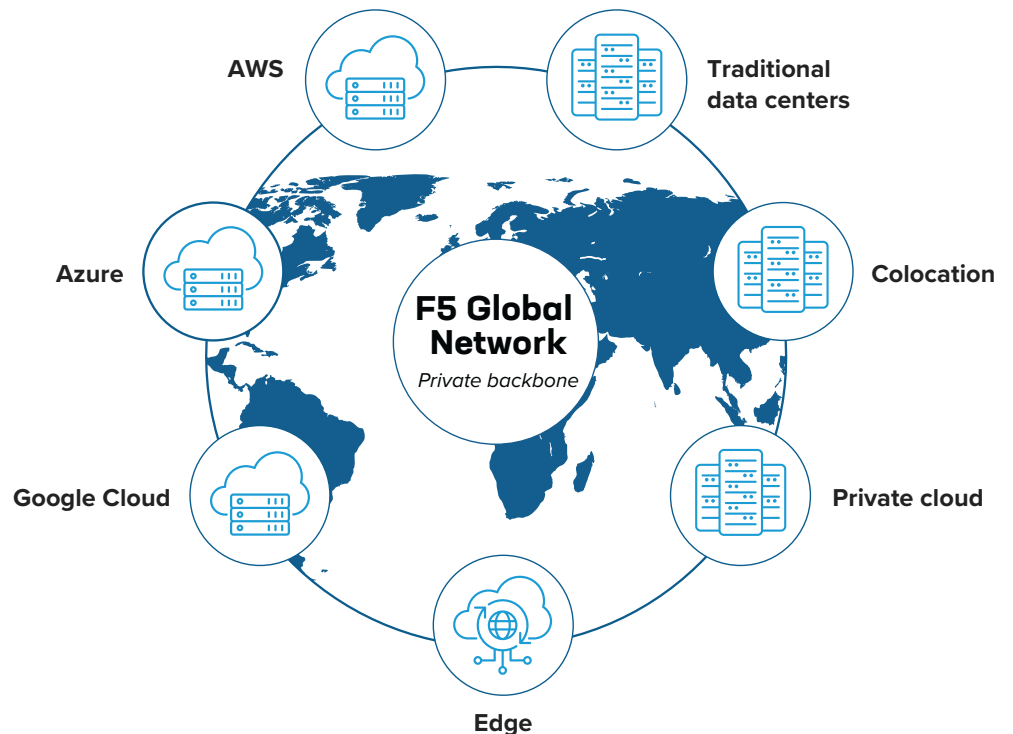 AWS
Traditional
data centers
Azure
F5 Global
Network
Private backbone
Colocation
Google Cloud
Private cloud
Edge